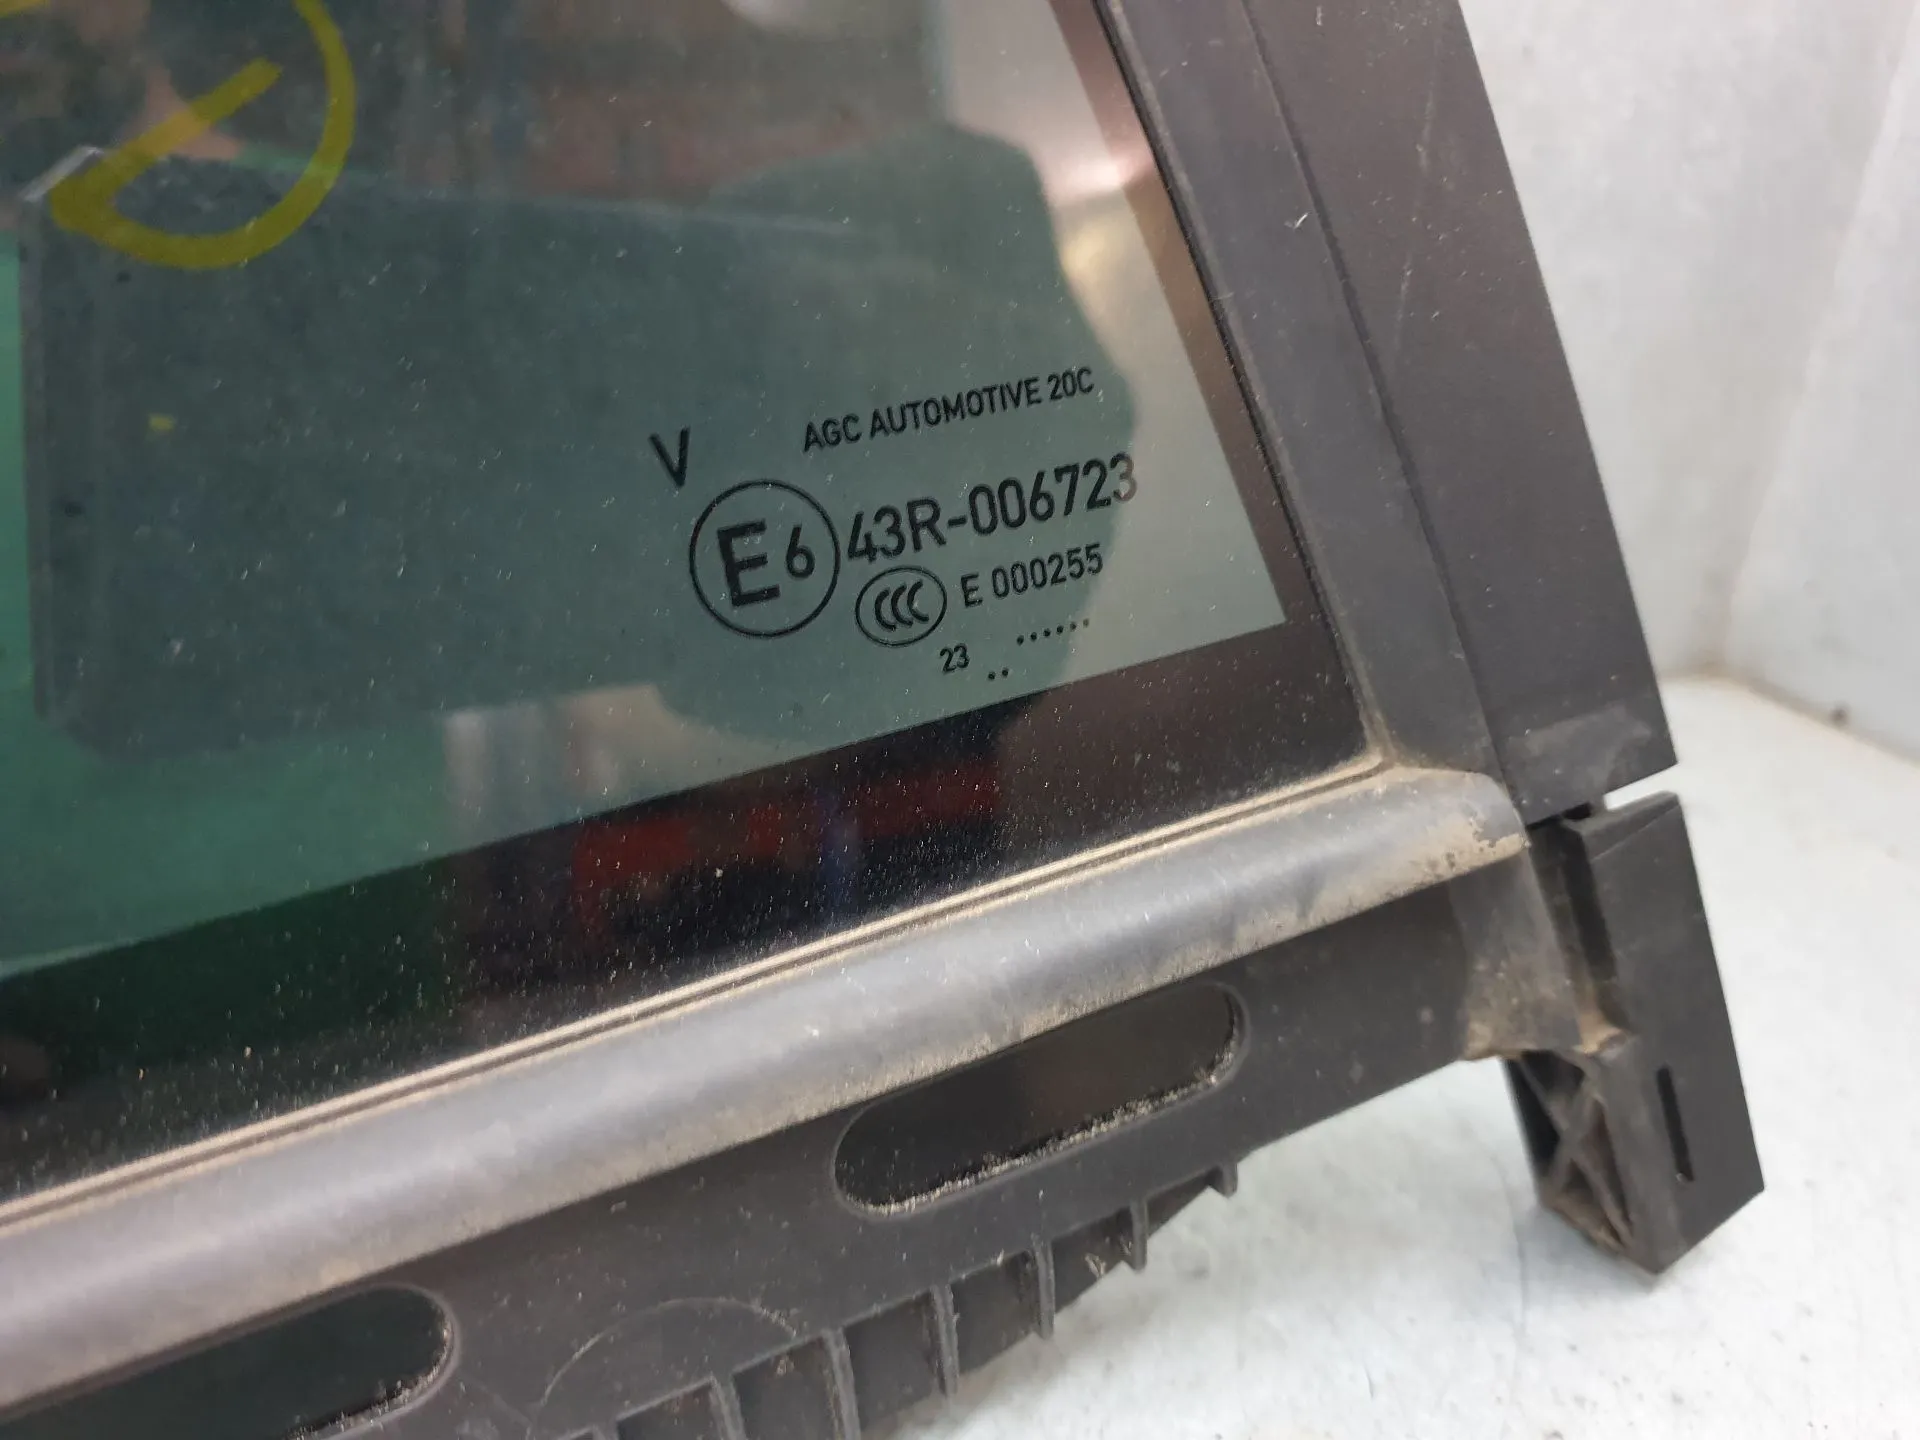 V
AGC AUTOMOTIVE 20C
E6 43R-006723
CCC E 000255
23 .. ......